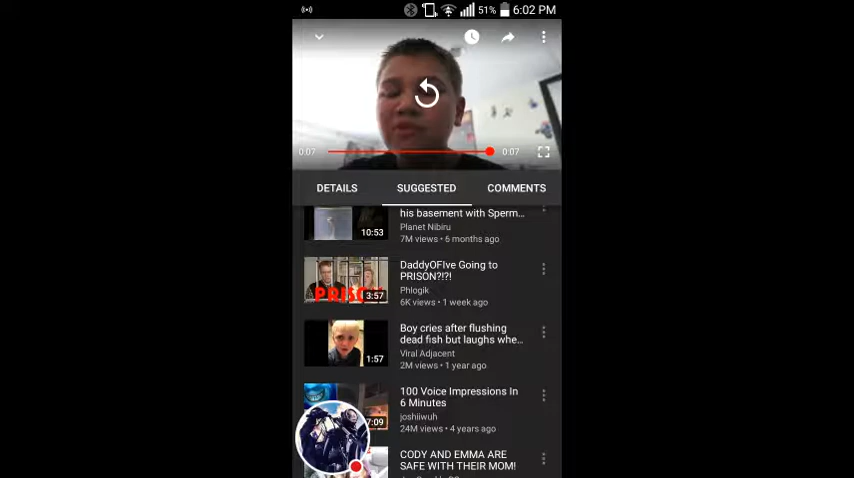 51% 6:02 PM
0:07 0:07
DETAILS SUGGESTED COMMENTS
his basement with Sperm...
Planet Nibiru
7M views • 6 months ago
10:53
DaddyOFIve Going to
PRISON?!?!
Phlogik
6K views • 1 week ago
3:57
Boy cries after flushing
dead fish but laughs whe...
Viral Adjacent
2M views • 1 year ago
1:57
100 Voice Impressions In
6 Minutes
joshiiwuh
24M views • 4 years ago
7:09
CODY AND EMMA ARE
SAFE WITH THEIR MOM!